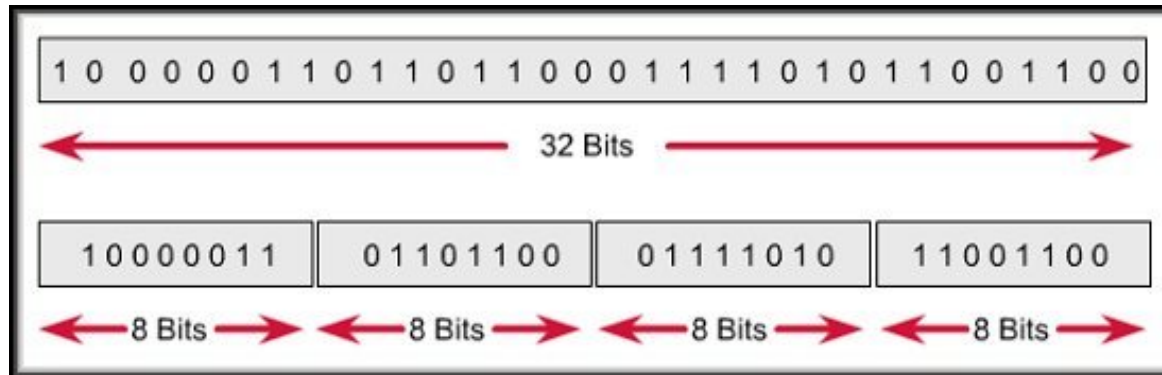 1 0 0 0 0 0 1 1 0 1 1 0 1 1 0 0 0 1 1 1 1 0 1 0 1 1 0 0 1 1 0 0
32 Bits
10000011 01101100 01111010 11001100
8 Bits 8 Bits 8 Bits 8 Bits